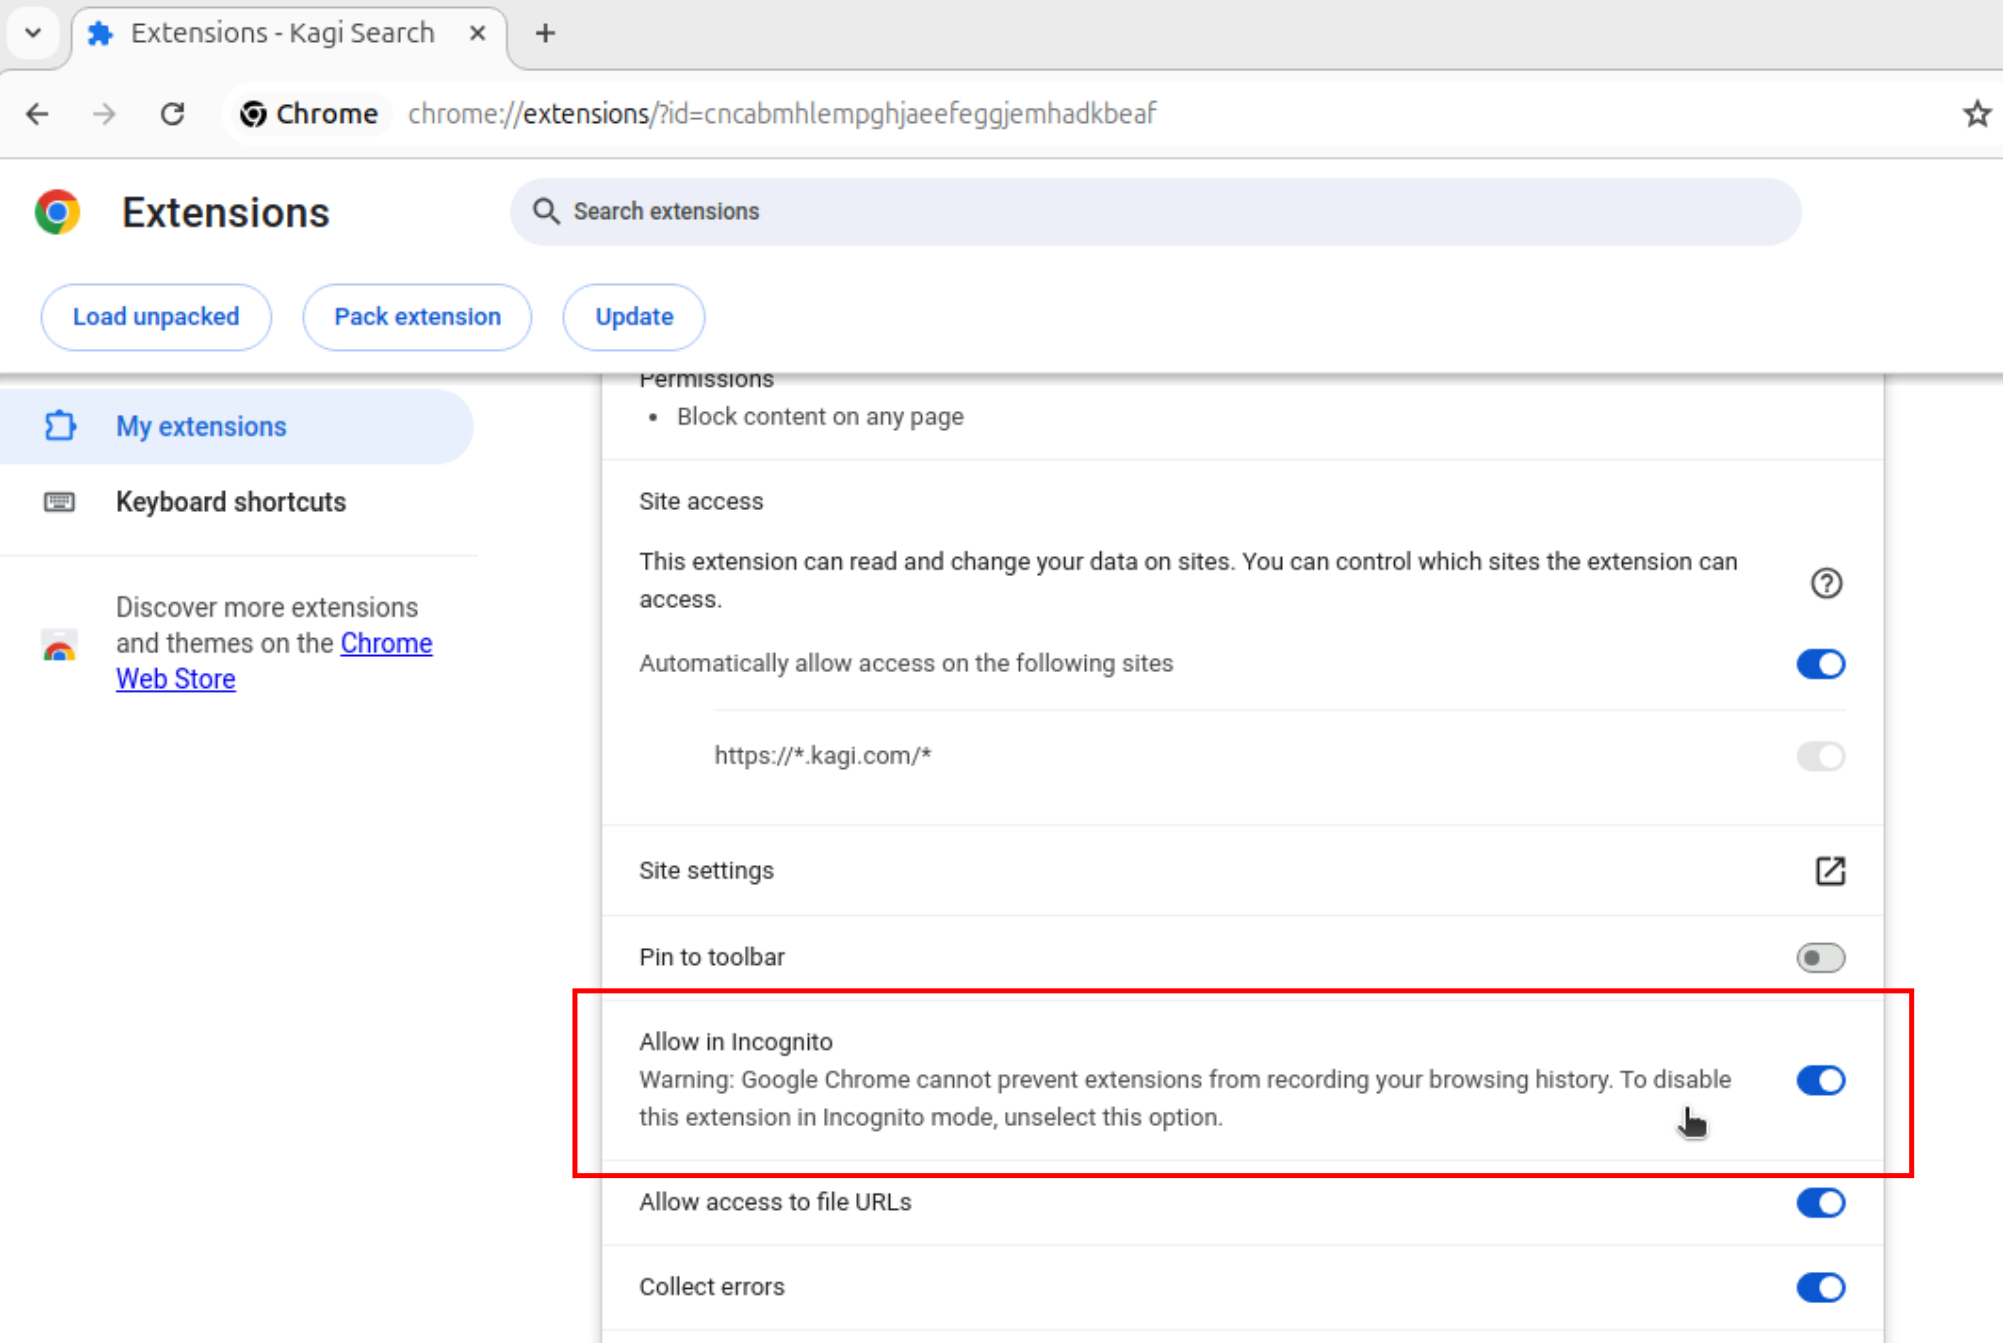 Extensions - Kagi Search
Chrome chrome://extensions/?id=cncabmhlempghjaeefeggjemhadkbeaf
Extensions
Search extensions
Load unpacked
Pack extension
Update
My extensions
Keyboard shortcuts
Discover more extensions
and themes on the Chrome
Web Store
Permissions
• Block content on any page
Site access
This extension can read and change your data on sites. You can control which sites the extension can
access.
Automatically allow access on the following sites
https://*.kagi.com/*
Site settings
Pin to toolbar
Allow in Incognito
Warning: Google Chrome cannot prevent extensions from recording your browsing history. To disable
this extension in Incognito mode, unselect this option.
Allow access to file URLs
Collect errors